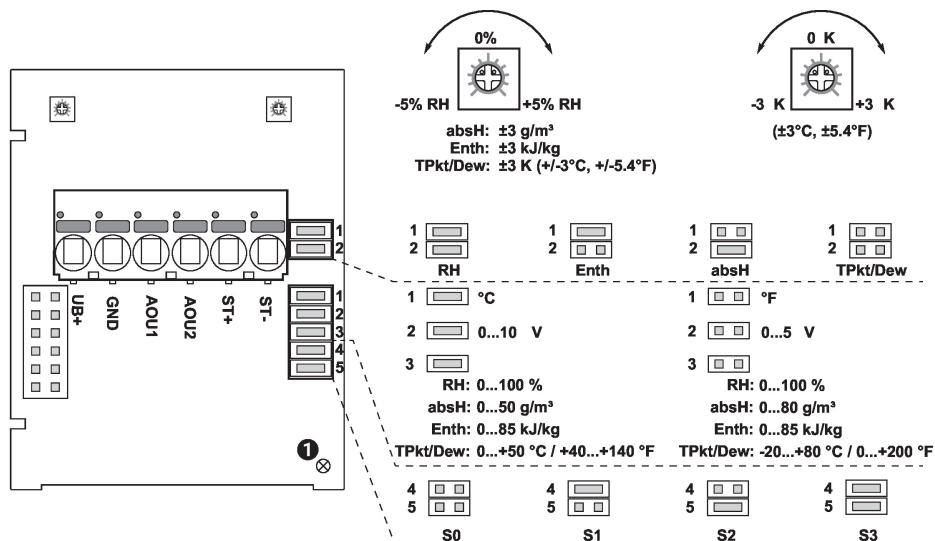 0%
-5% RH +5% RH
absH: ±3 g/m³
Enth: ±3 kJ/kg
TPkt/Dew: ±3 K (+/-3°C, +/-5.4°F)
0 K
-3 K +3 K
(±3°C, ±5.4°F)
1
2
UB+
GND
AOU1
AOU2
ST+
ST-
1
2
3
4
5
1
1
2
RH
1
2
Enth
1
2
absH
1
2
TPkt/Dew
1 °C
2 0...10 V
3
RH: 0...100 %
absH: 0...50 g/m³
Enth: 0...85 kJ/kg
TPkt/Dew: 0...+50 °C / +40...+140 °F
1 °F
2 0...5 V
3
RH: 0...100 %
absH: 0...80 g/m³
Enth: 0...85 kJ/kg
TPkt/Dew: -20...+80 °C / 0...+200 °F
4
5
S0
4
5
S1
4
5
S2
4
5
S3